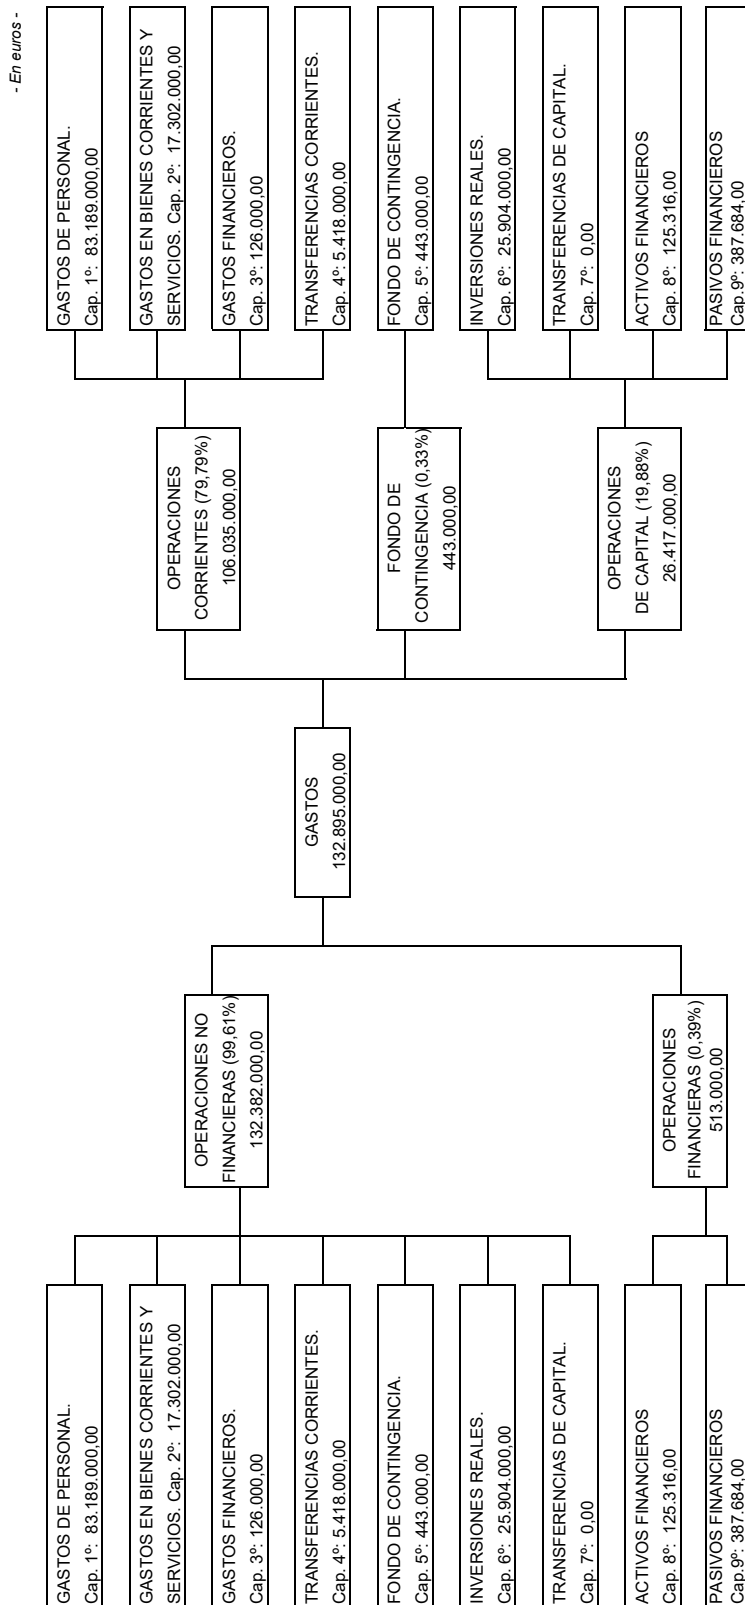 - En euros -
GASTOS DE PERSONAL.
Cap. 1º: 83.189.000,00
GASTOS EN BIENES CORRIENTES Y
SERVICIOS. Cap. 2º: 17.302.000,00
GASTOS FINANCIEROS.
Cap. 3º: 126.000,00
TRANSFERENCIAS CORRIENTES.
Cap. 4º: 5.418.000,00
FONDO DE CONTINGENCIA.
Cap. 5º: 443.000,00
INVERSIONES REALES.
Cap. 6º: 25.904.000,00
TRANSFERENCIAS DE CAPITAL.
Cap. 7º: 0,00
ACTIVOS FINANCIEROS
Cap. 8º: 125.316,00
PASIVOS FINANCIEROS
Cap.9º: 387.684,00
OPERACIONES NO
FINANCIERAS (99,61%)
132.382.000,00
OPERACIONES
FINANCIERAS (0,39%)
513.000,00
GASTOS
132.895.000,00
OPERACIONES
CORRIENTES (79,79%)
106.035.000,00
FONDO DE
CONTINGENCIA (0,33%)
443.000,00
OPERACIONES
DE CAPITAL (19,88%)
26.417.000,00
GASTOS DE PERSONAL.
Cap. 1º: 83.189.000,00
GASTOS EN BIENES CORRIENTES Y
SERVICIOS. Cap. 2º: 17.302.000,00
GASTOS FINANCIEROS.
Cap. 3º: 126.000,00
TRANSFERENCIAS CORRIENTES.
Cap. 4º: 5.418.000,00
FONDO DE CONTINGENCIA.
Cap. 5º: 443.000,00
INVERSIONES REALES.
Cap. 6º: 25.904.000,00
TRANSFERENCIAS DE CAPITAL.
Cap. 7º: 0,00
ACTIVOS FINANCIEROS
Cap. 8º: 125.316,00
PASIVOS FINANCIEROS
Cap.9º: 387.684,00